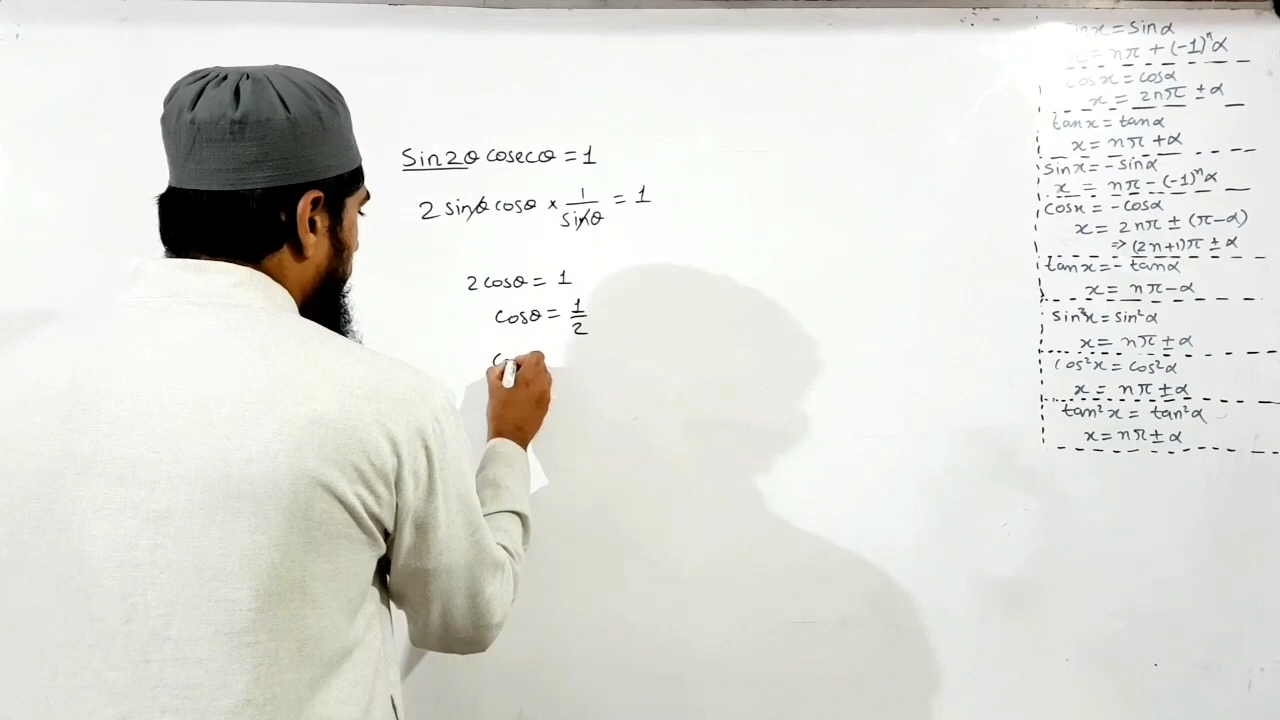 Sin2θ cosecθ = 1
2 sinθ cosθ × 1/sinθ = 1
2 cosθ = 1
cosθ = 1/2
= sinα
= nπ + (-1)ⁿα
cosx = cosα
x = 2nπ ± α
tanx = tanα
x = nπ + α
sinx = - sinα
x = nπ - (-1)ⁿα
cosx = - cosα
x = 2nπ ± (π-α)
=> (2n+1)π ± α
tanx = - tanα
x = nπ - α
sin²x = sin²α
x = nπ ± α
cos²x = cos²α
x = nπ ± α
tan²x = tan²α
x = nπ ± α